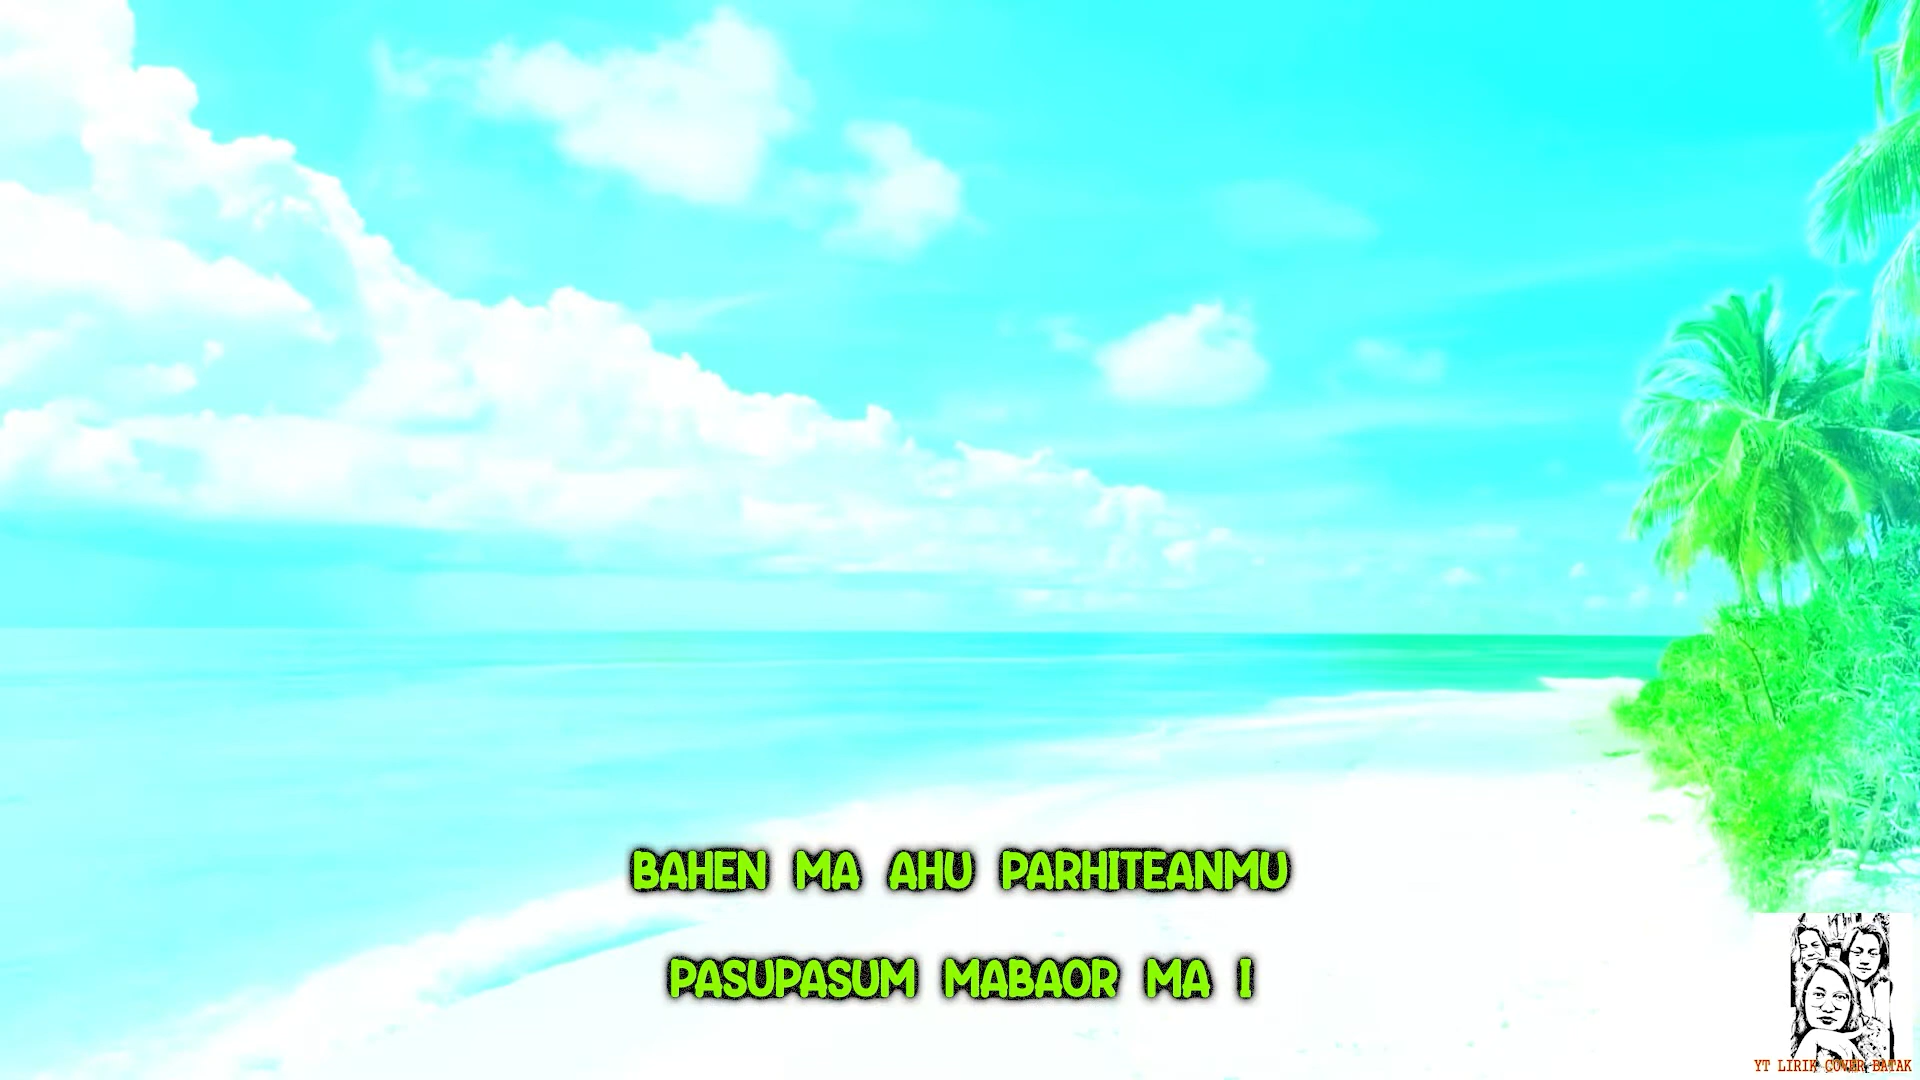 BAHEN MA AHU PARHITEANMU
PASUPASUM MABAOR MA I
YT LIRIK COVER BATAK